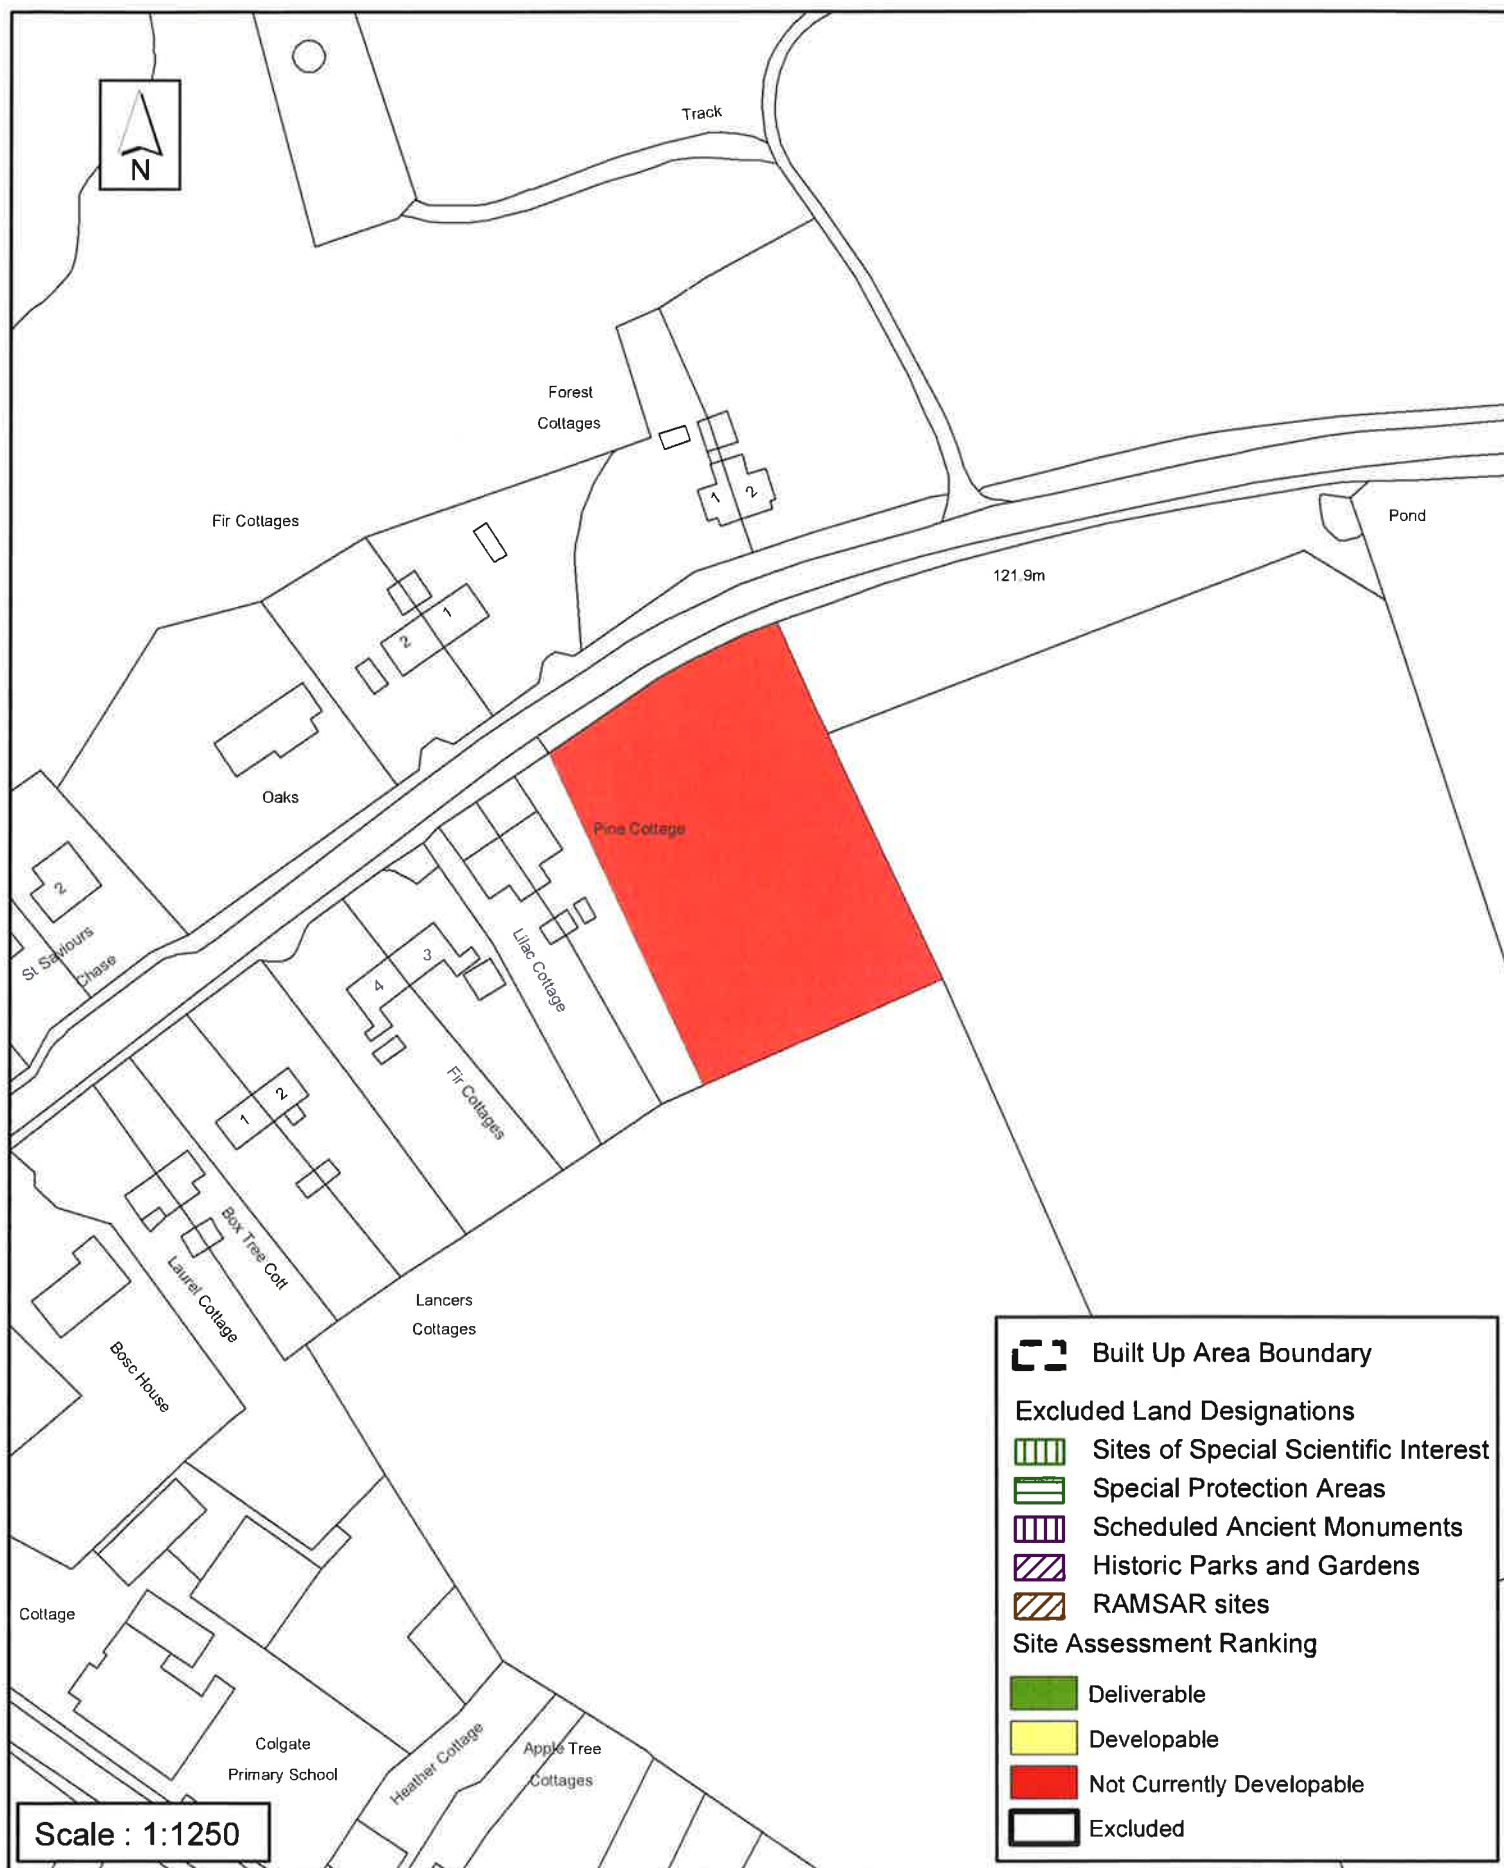 N
Track
Forest
Cottages
1
2
Fir Cottages
1
2
Pond
121.9m
Oaks
Pine Cottage
2
St Saviours
Chase
Lilac Cottage
3
4
Fir Cottages
1
2
Box Tree Cott
Laurel Cottage
Bosc House
Lancers
Cottages
Cottage
Colgate
Primary School
Heather Cottage
Apple Tree
Cottages
Scale : 1:1250
Built Up Area Boundary
Excluded Land Designations
Sites of Special Scientific Interest
Special Protection Areas
Scheduled Ancient Monuments
Historic Parks and Gardens
RAMSAR sites
Site Assessment Ranking
Deliverable
Developable
Not Currently Developable
Excluded